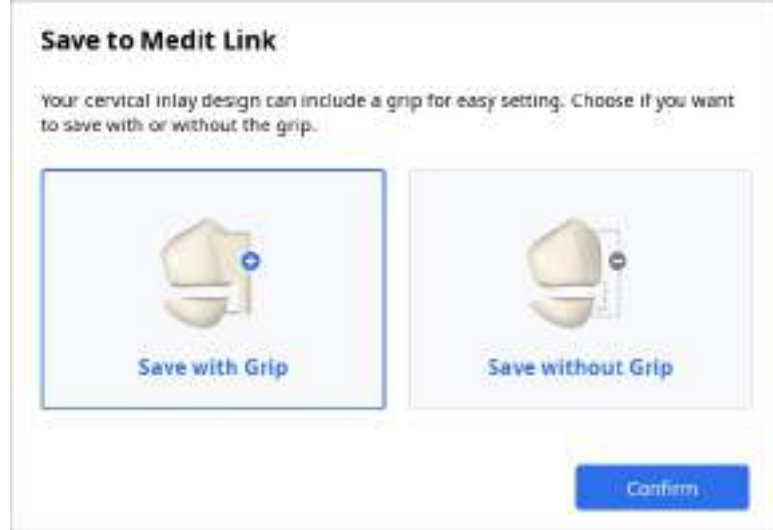 Save to Medit Link
Your cervical inlay design can include a grip for easy setting. Choose if you want
to save with or without the grip.
Save with Grip
Save without Grip
Confirm